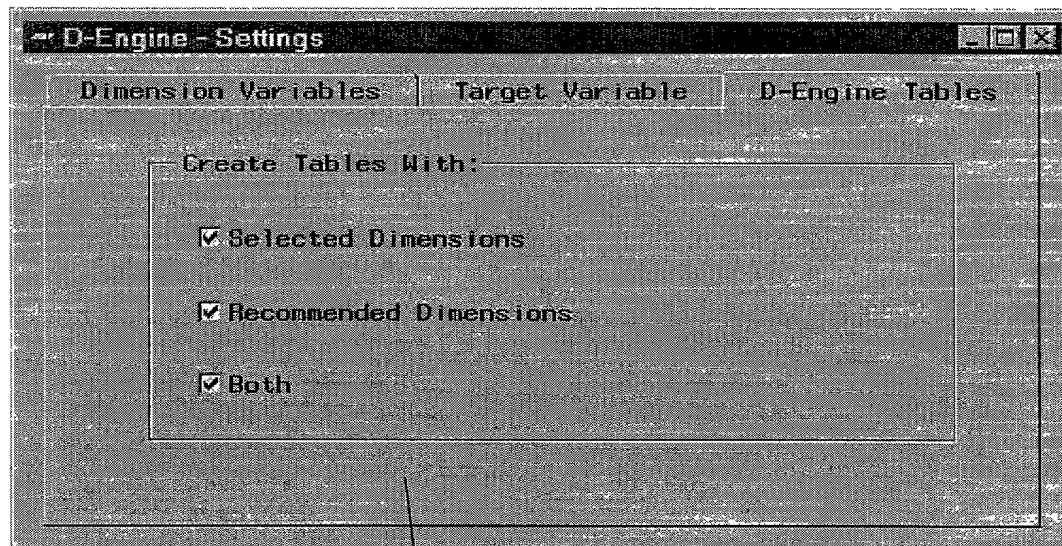 D-Engine - Settings
Dimension Variables Target Variable D-Engine Tables
Create Tables With:
Selected Dimensions
Recommended Dimensions
Both